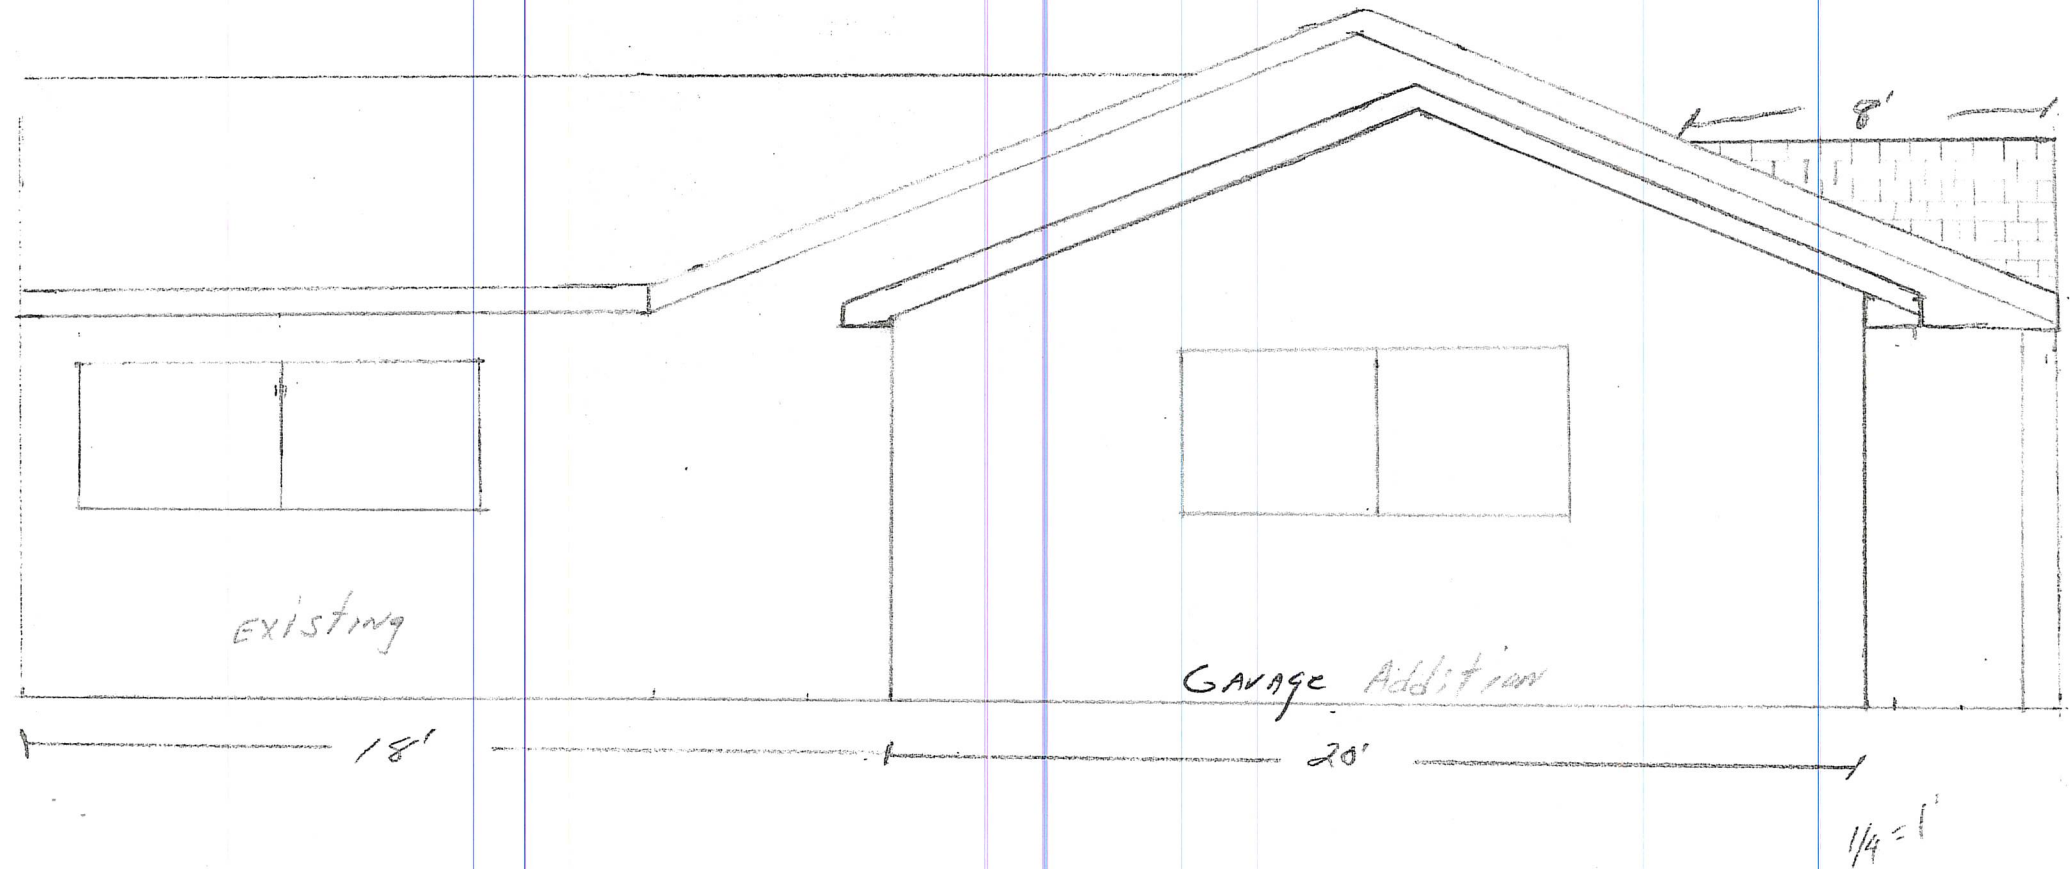 8'
Existing
Garage Addition
18'
20'
1/4 = 1'